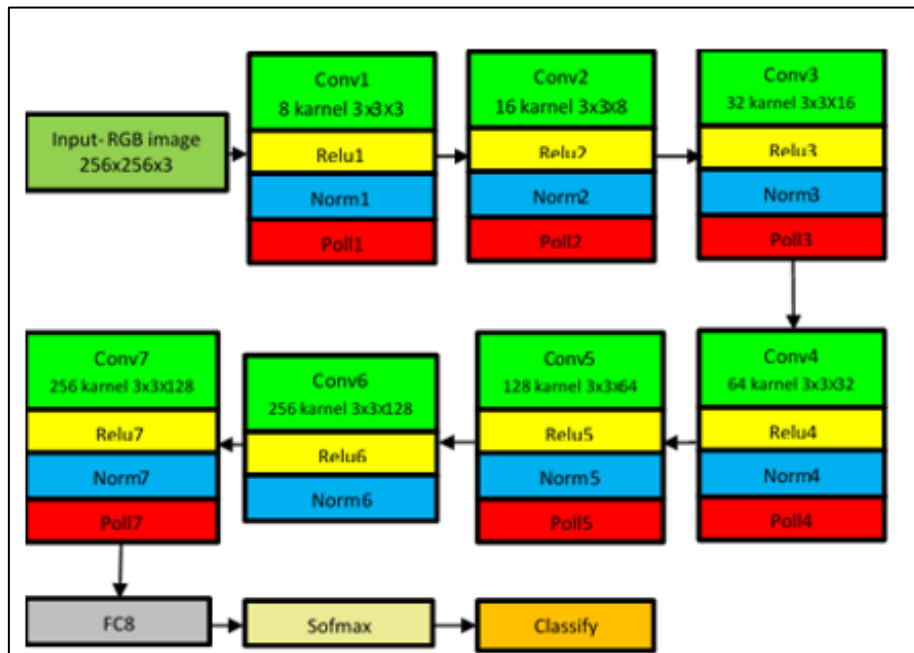 Input- RGB image
256x256x3
Conv1
8 karnel 3x3x3
Relu1
Norm1
Poll1
Conv2
16 kernel 3x3x8
Relu2
Norm2
Poll2
Conv3
32 karnel 3x3X16
Relu3
Norm3
Poll3
Conv4
64 karnel 3x3x32
Relu4
Norm4
Poll4
Conv5
128 karnel 3x3x64
Relu5
Norm5
Poll5
Conv6
256 karnel 3x3x128
Relu6
Norm6
Conv7
256 karnel 3x3x128
Relu7
Norm7
Poll7
FC8
Sofmax
Classify